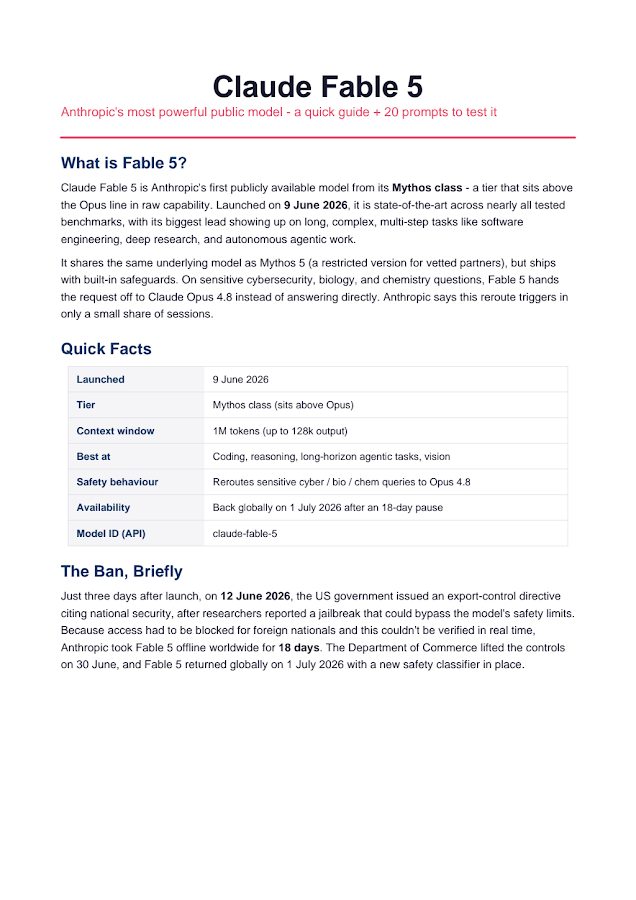 Claude Fable 5
Anthropic's most powerful public model - a quick guide + 20 prompts to test it
What is Fable 5?
Claude Fable 5 is Anthropic's first publicly available model from its Mythos class - a tier that sits above
the Opus line in raw capability. Launched on 9 June 2026, it is state-of-the-art across nearly all tested
benchmarks, with its biggest lead showing up on long, complex, multi-step tasks like software
engineering, deep research, and autonomous agentic work.
It shares the same underlying model as Mythos 5 (a restricted version for vetted partners), but ships
with built-in safeguards. On sensitive cybersecurity, biology, and chemistry questions, Fable 5 hands
the request off to Claude Opus 4.8 instead of answering directly. Anthropic says this reroute triggers in
only a small share of sessions.
Quick Facts
Launched 9 June 2026
Tier Mythos class (sits above Opus)
Context window 1M tokens (up to 128k output)
Best at Coding, reasoning, long-horizon agentic tasks, vision
Safety behaviour Reroutes sensitive cyber / bio / chem queries to Opus 4.8
Availability Back globally on 1 July 2026 after an 18-day pause
Model ID (API) claude-fable-5
The Ban, Briefly
Just three days after launch, on 12 June 2026, the US government issued an export-control directive
citing national security, after researchers reported a jailbreak that could bypass the model's safety limits.
Because access had to be blocked for foreign nationals and this couldn't be verified in real time,
Anthropic took Fable 5 offline worldwide for 18 days. The Department of Commerce lifted the controls
on 30 June, and Fable 5 returned globally on 1 July 2026 with a new safety classifier in place.